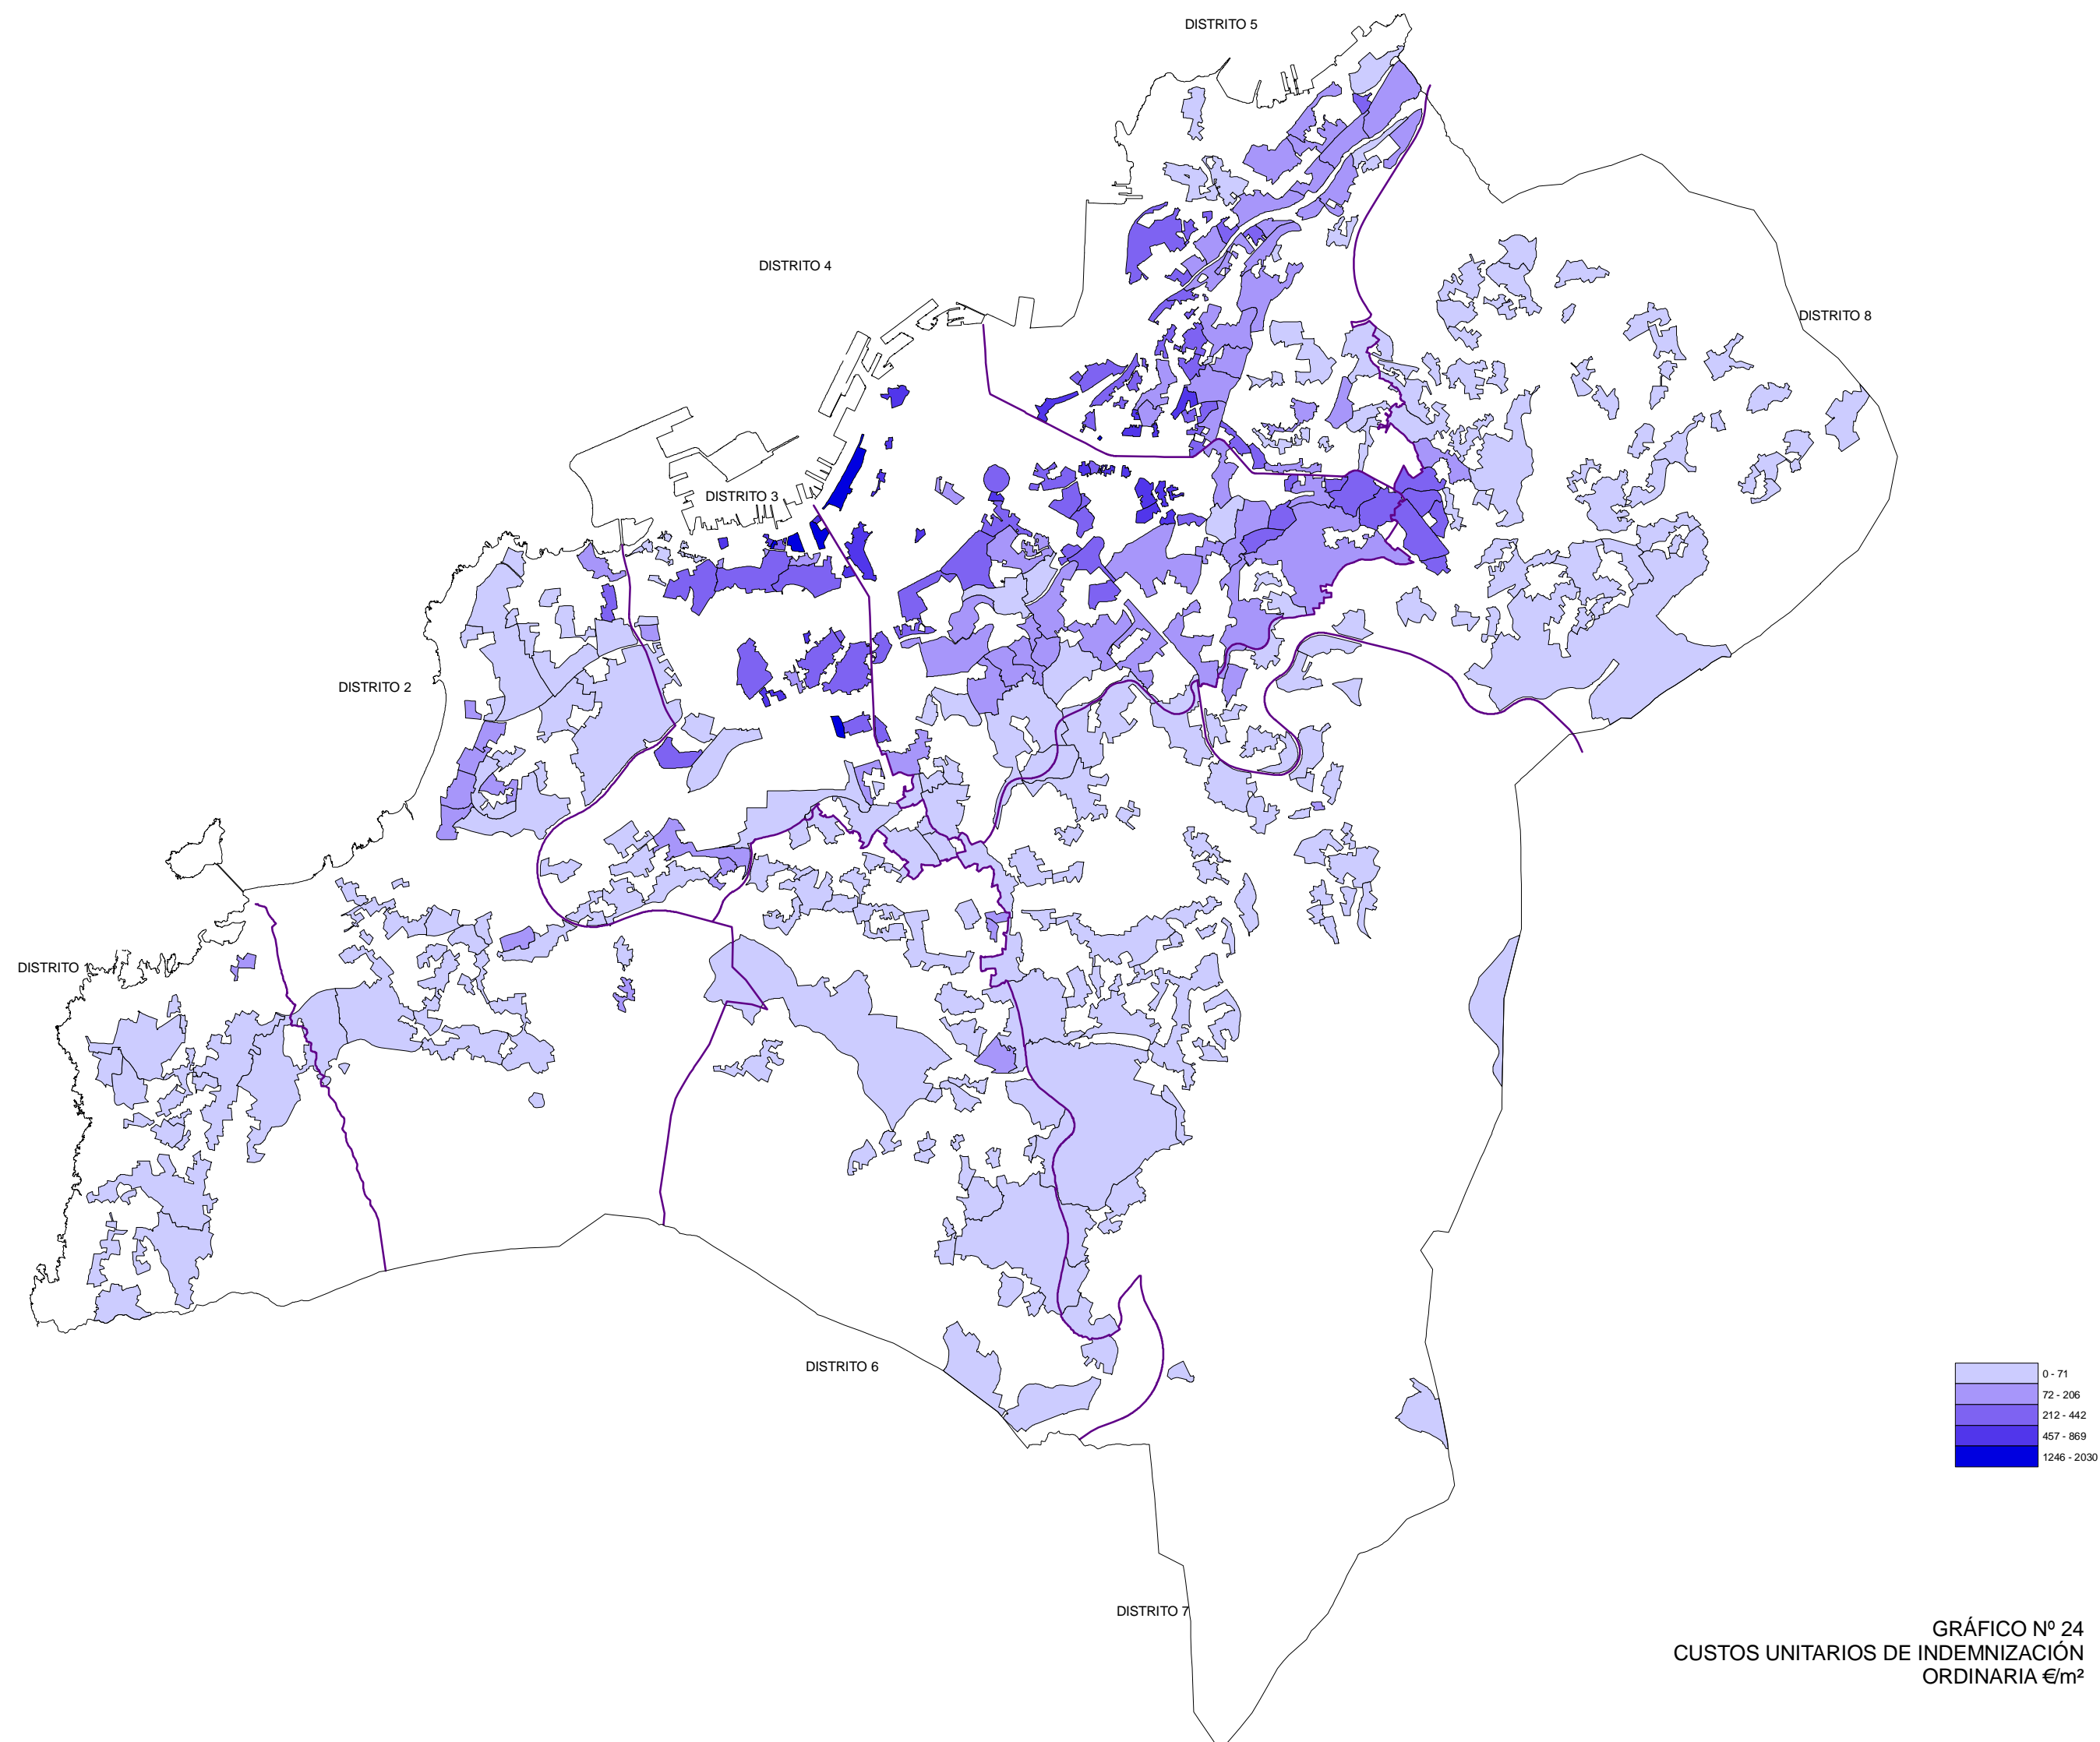 DISTRITO 5
DISTRITO 4
DISTRITO 8
DISTRITO 3
DISTRITO 2
DISTRITO 1
DISTRITO 6
0 - 71
72 - 206
212 - 442
457 - 869
1246 - 2030
DISTRITO 7
GRÁFICO Nº 24
CUSTOS UNITARIOS DE INDEMNIZACIÓN
ORDINARIA €/m²